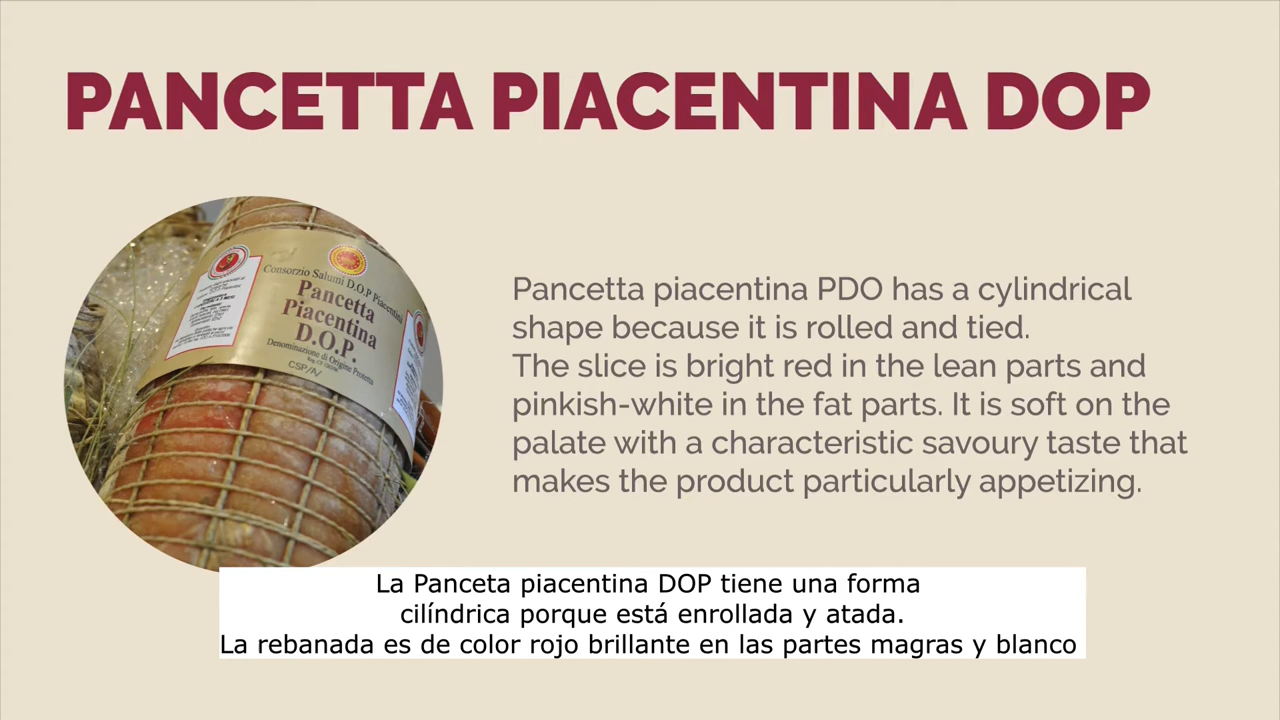 PANCETTA PIACENTINA DOP
Consorzio Salumi D.O.P Piacentini
Pancetta
Piacentina
D.O.P.
Denominazione di Origine Protetta
CSP/IV
Pancetta piacentina PDO has a cylindrical
shape because it is rolled and tied.
The slice is bright red in the lean parts and
pinkish-white in the fat parts. It is soft on the
palate with a characteristic savoury taste that
makes the product particularly appetizing.
La Panceta piacentina DOP tiene una forma
cilíndrica porque está enrollada y atada.
La rebanada es de color rojo brillante en las partes magras y blanco